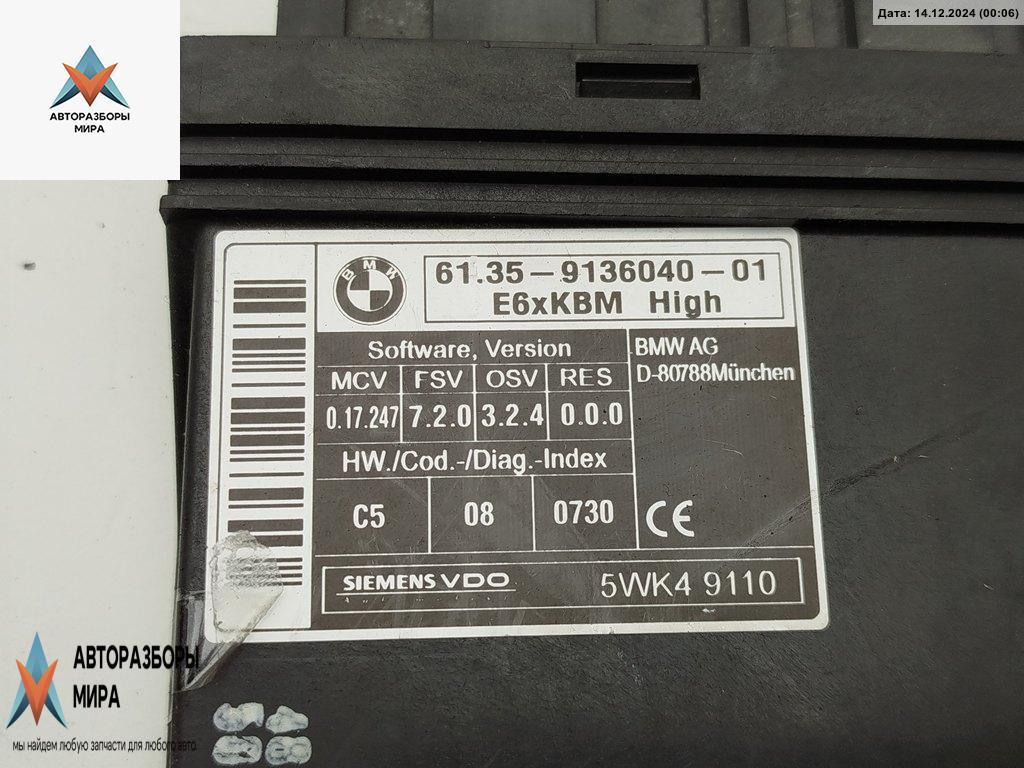 Дата: 14.12.2024 (00:06)
АВТОРАЗБОРЫ
МИРА
BMW
61.35-9136040-01
E6xKBM High
Software, Version
MCV FSV OSV RES
0.17.247 7.2.0 3.2.4 0.0.0
HW./Cod.-/Diag.-Index
C5 08 0730
BMW AG
D-80788München
CE
SIEMENS VDO
5WK4 9110
АВТОРАЗБОРЫ
МИРА
мы найдем любую запчасти для любого авто